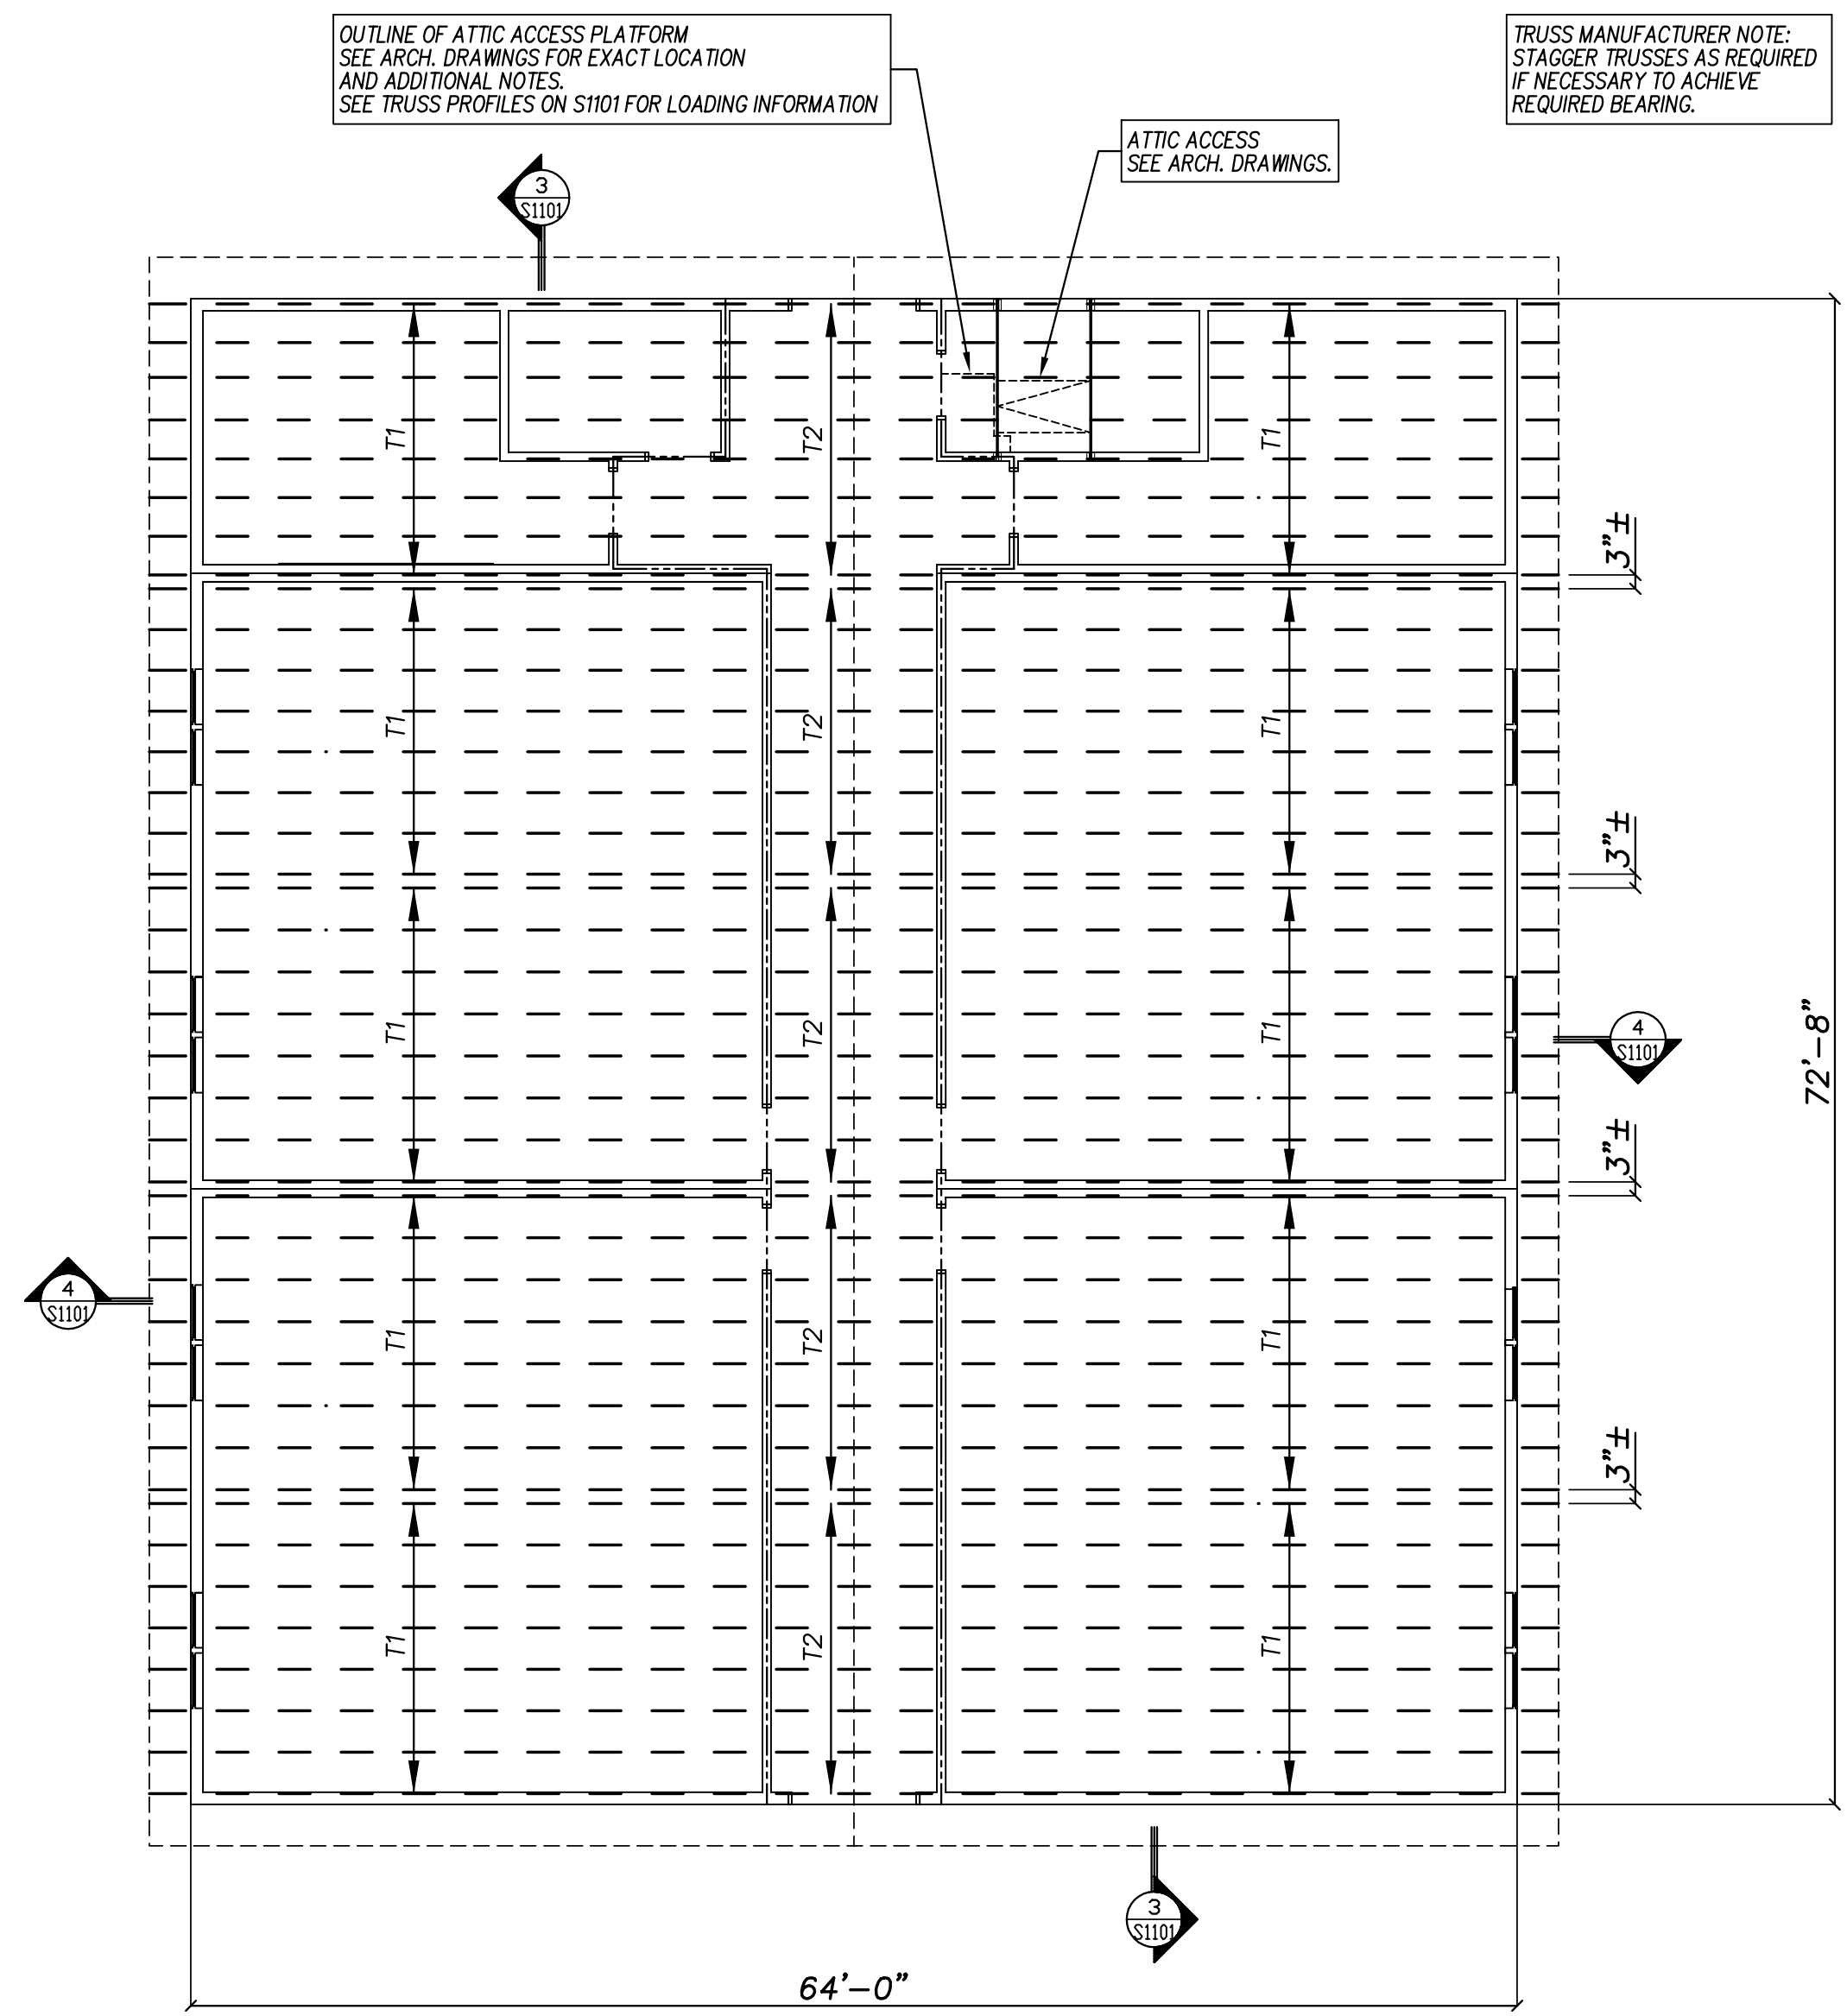 OUTLINE OF ATTIC ACCESS PLATFORM
SEE ARCH. DRAWINGS FOR EXACT LOCATION
AND ADDITIONAL NOTES.
SEE TRUSS PROFILES ON S1101 FOR LOADING INFORMATION
TRUSS MANUFACTURER NOTE:
STAGGER TRUSSES AS REQUIRED
IF NECESSARY TO ACHIEVE
REQUIRED BEARING.
ATTIC ACCESS
SEE ARCH. DRAWINGS.
3
S1101
T1
T2
T1
3"±
T1
T2
T1
3"±
T1
T2
T1
4
S1101
72'-8"
3"±
4
S1101
T1
T2
T1
3"±
T1
T2
T1
3
S1101
64'-0"